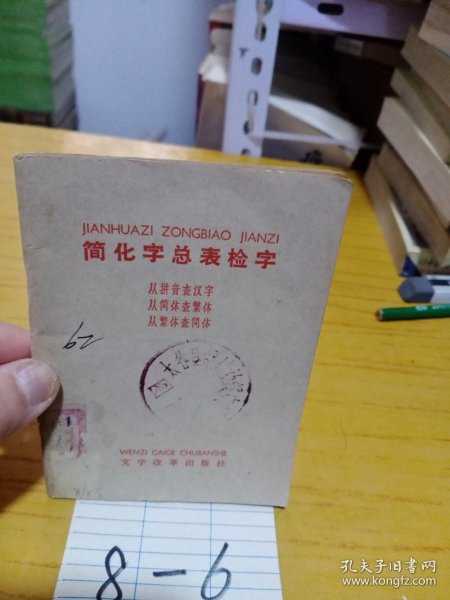 JIANHUAZI ZONGBIAO JIANZI
简化字总表检字
从拼音查汉字
从简体查繁体
从繁体查简体
62
WENZI GAIGE CHUBANSHE
文字改革出版社
8-6
孔夫子旧书网
www.kongfz.com